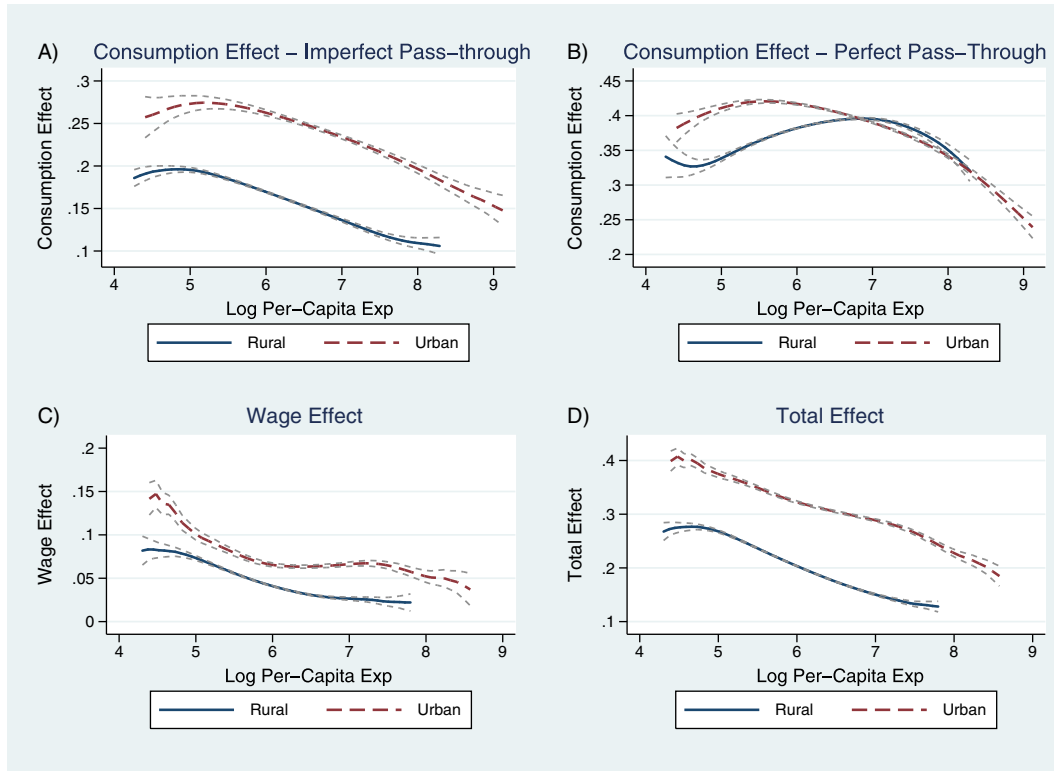 A) Consumption Effect – Imperfect Pass–through
Consumption Effect
.3
.25
.2
.15
.1
4 5 6 7 8 9
Log Per–Capita Exp
Rural Urban
B) Consumption Effect – Perfect Pass–Through
Consumption Effect
.45
.4
.35
.3
.25
.2
4 5 6 7 8 9
Log Per–Capita Exp
Rural Urban
C) Wage Effect
Wage Effect
.2
.15
.1
.05
0
4 5 6 7 8 9
Log Per–Capita Exp
Rural Urban
D) Total Effect
Total Effect
.4
.3
.2
.1
4 5 6 7 8 9
Log Per–Capita Exp
Rural Urban